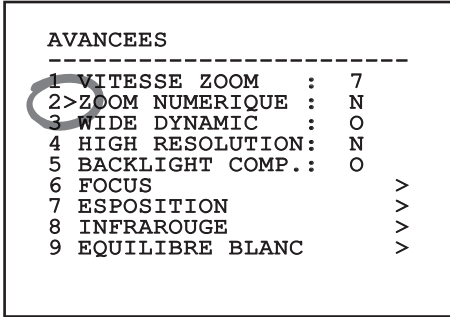 AVANCEES
------------------------
1 VITESSE ZOOM : 7
2>ZOOM NUMERIQUE : N
3 WIDE DYNAMIC : O
4 HIGH RESOLUTION: N
5 BACKLIGHT COMP.: O
6 FOCUS >
7 ESPOSITION >
8 INFRAROUGE >
9 EQUILIBRE BLANC >